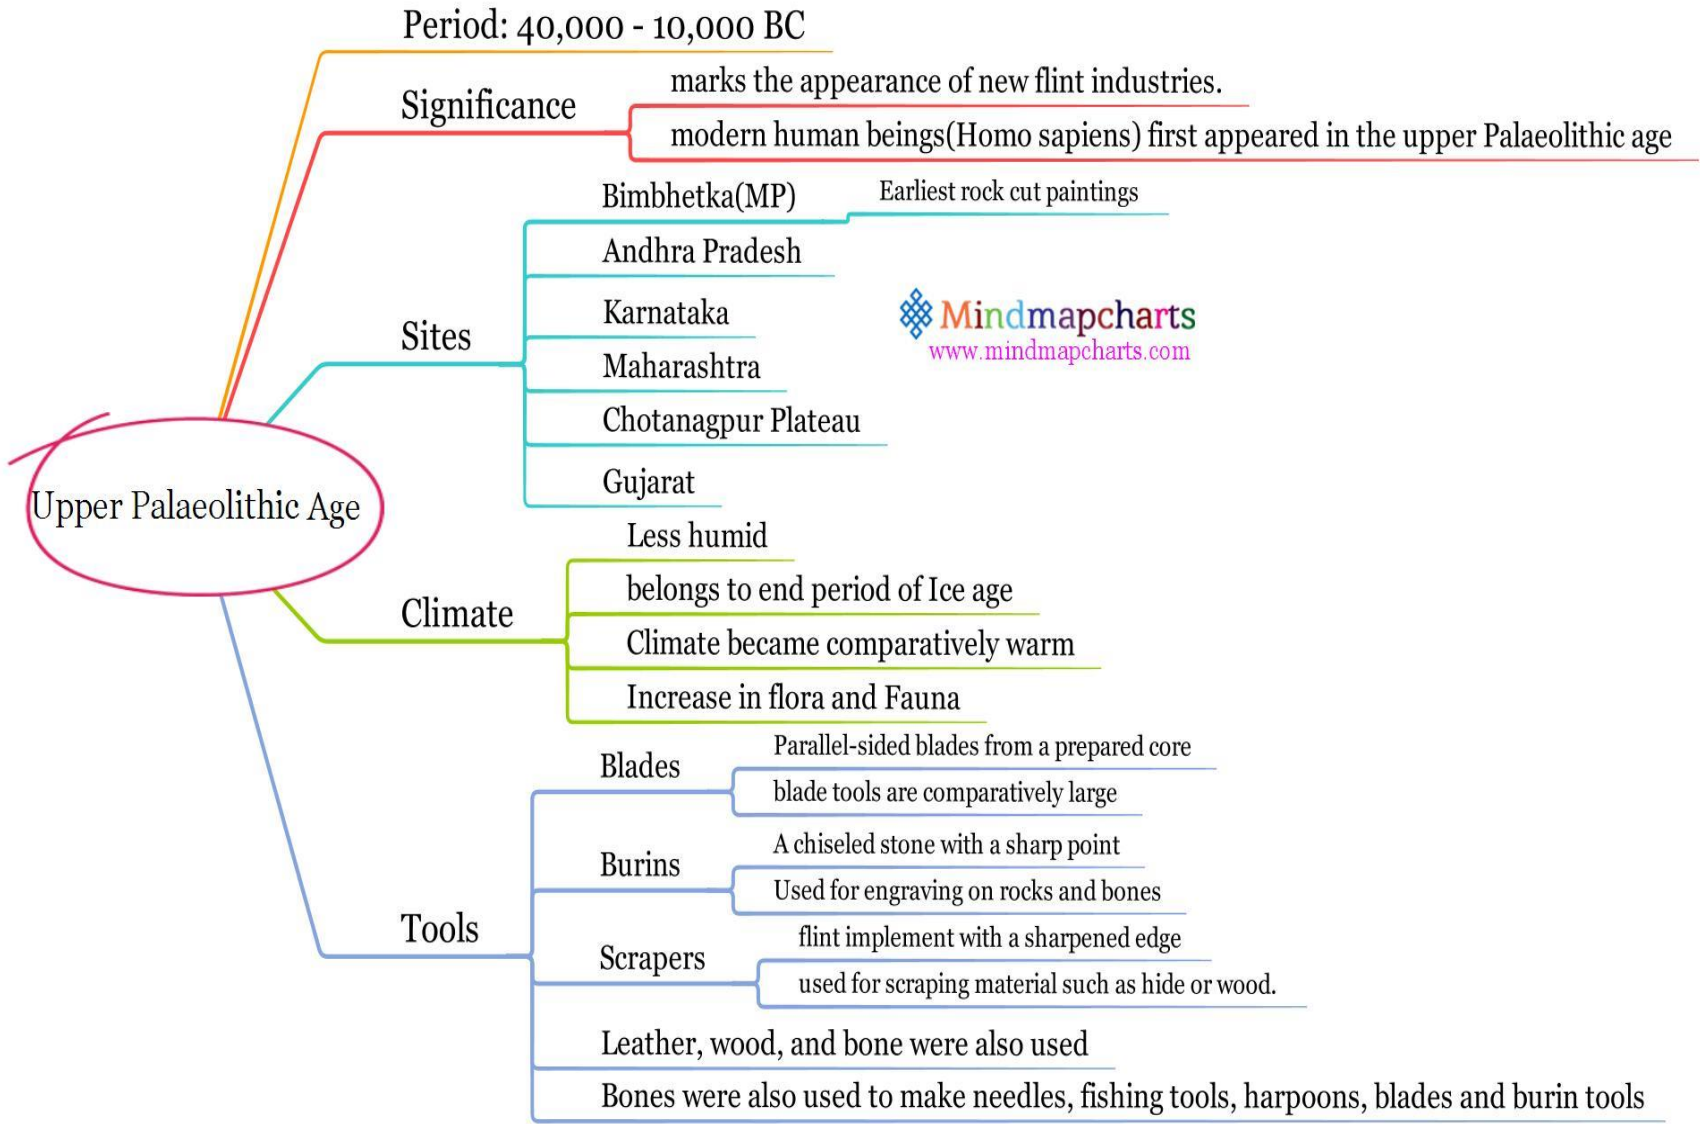 Period: 40,000 - 10,000 BC
Significance
marks the appearance of new flint industries.
modern human beings(Homo sapiens) first appeared in the upper Palaeolithic age
Sites
Bimbhetka(MP)
Earliest rock cut paintings
Andhra Pradesh
Karnataka
Maharashtra
Chotanagpur Plateau
Gujarat
Mindmapcharts
www.mindmapcharts.com
Upper Palaeolithic Age
Climate
Less humid
belongs to end period of Ice age
Climate became comparatively warm
Increase in flora and Fauna
Tools
Blades
Parallel-sided blades from a prepared core
blade tools are comparatively large
Burins
A chiseled stone with a sharp point
Used for engraving on rocks and bones
Scrapers
flint implement with a sharpened edge
used for scraping material such as hide or wood.
Leather, wood, and bone were also used
Bones were also used to make needles, fishing tools, harpoons, blades and burin tools